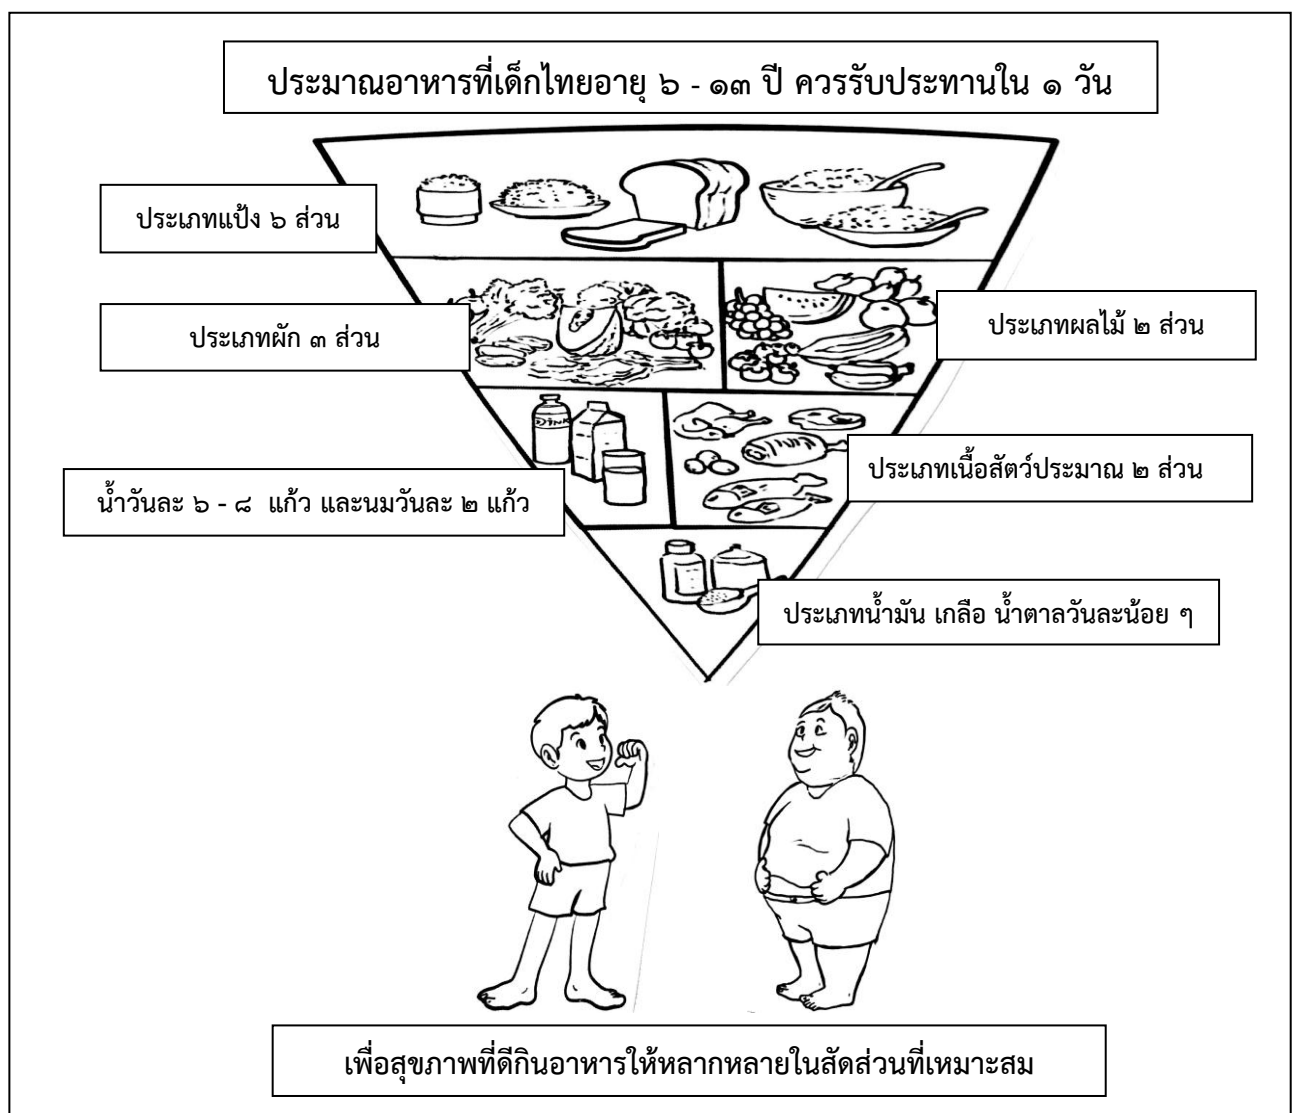 ประมาณอาหารที่เด็กไทยอายุ ๖ - ๑๓ ปี ควรรับประทานใน ๑ วัน
ประเภทแป้ง ๖ ส่วน
ประเภทผัก ๓ ส่วน
ประเภทผลไม้ ๒ ส่วน
ประเภทเนื้อสัตว์ประมาณ ๒ ส่วน
น้ำวันละ ๖ - ๘ แก้ว และนมวันละ ๒ แก้ว
ประเภทน้ำมัน เกลือ น้ำตาลวันละน้อย ๆ
เพื่อสุขภาพที่ดีกินอาหารให้หลากหลายในสัดส่วนที่เหมาะสม